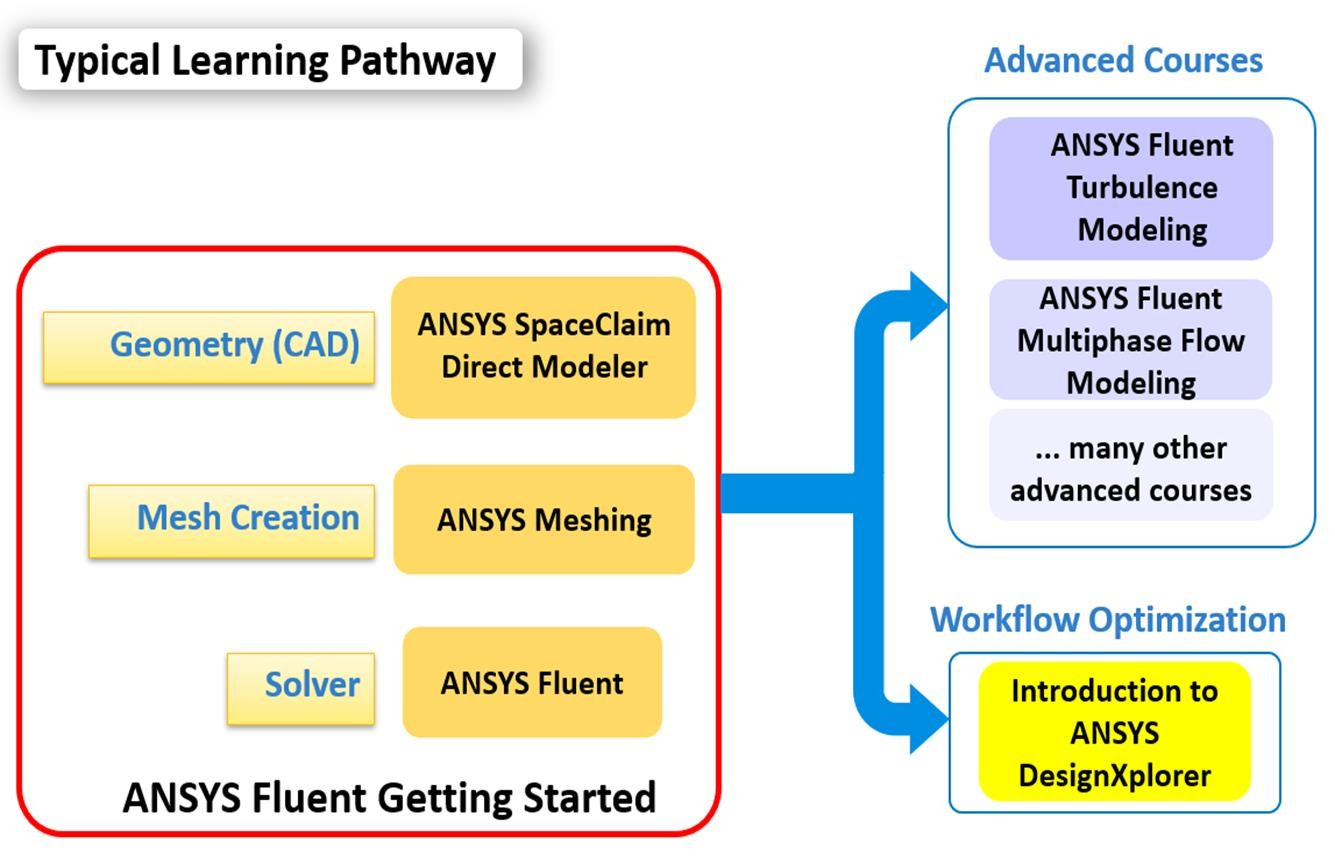 Typical Learning Pathway
Geometry (CAD)
ANSYS SpaceClaim
Direct Modeler
Mesh Creation
ANSYS Meshing
Solver
ANSYS Fluent
ANSYS Fluent Getting Started
Advanced Courses
ANSYS Fluent
Turbulence
Modeling
ANSYS Fluent
Multiphase Flow
Modeling
... many other
advanced courses
Workflow Optimization
Introduction to
ANSYS
DesignXplorer